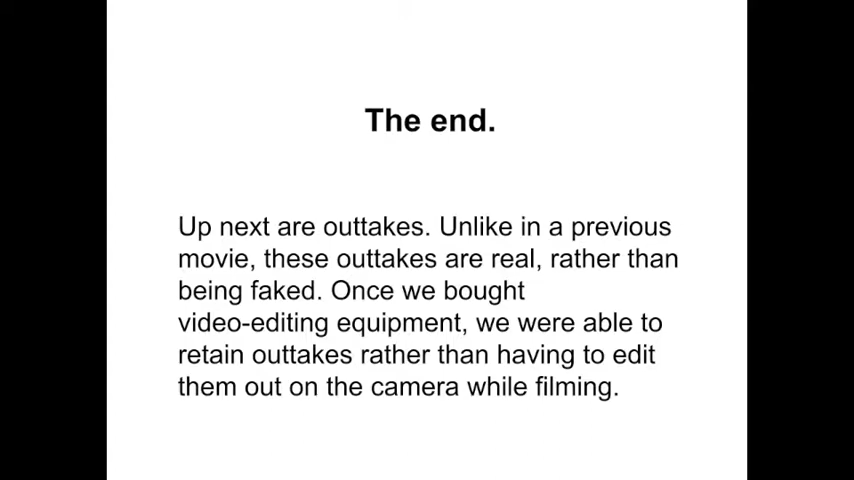 The end.
Up next are outtakes. Unlike in a previous
movie, these outtakes are real, rather than
being faked. Once we bought
video-editing equipment, we were able to
retain outtakes rather than having to edit
them out on the camera while filming.